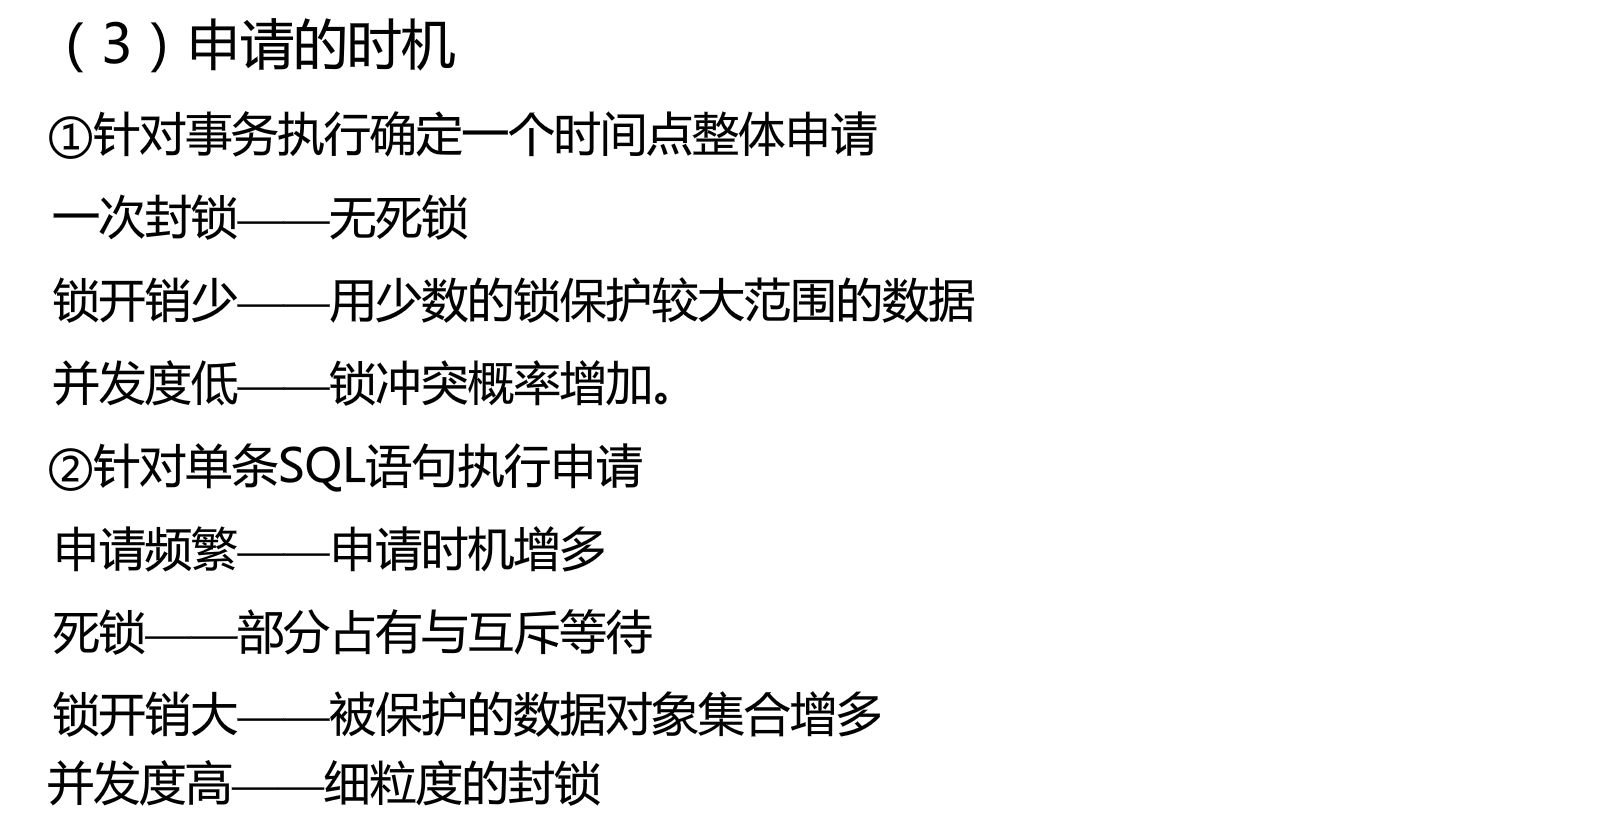 （3）申请的时机
①针对事务执行确定一个时间点整体申请
一次封锁——无死锁
锁开销少——用少数的锁保护较大范围的数据
并发度低——锁冲突概率增加。
②针对单条SQL语句执行申请
申请频繁——申请时机增多
死锁——部分占有与互斥等待
锁开销大——被保护的数据对象集合增多
并发度高——细粒度的封锁